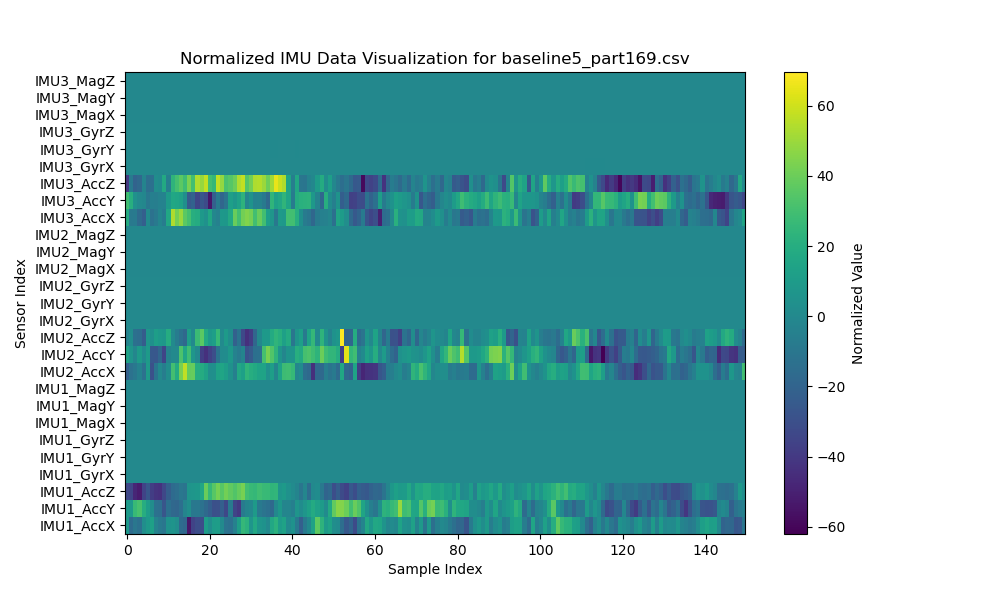 Normalized IMU Data Visualization for baseline5_part169.csv
IMU3_MagZ
IMU3_MagY
IMU3_MagX
IMU3_GyrZ
IMU3_GyrY
IMU3_GyrX
IMU3_AccZ
IMU3_AccY
IMU3_AccX
IMU2_MagZ
IMU2_MagY
IMU2_MagX
IMU2_GyrZ
IMU2_GyrY
IMU2_GyrX
IMU2_AccZ
IMU2_AccY
IMU2_AccX
IMU1_MagZ
IMU1_MagY
IMU1_MagX
IMU1_GyrZ
IMU1_GyrY
IMU1_GyrX
IMU1_AccZ
IMU1_AccY
IMU1_AccX
Sensor Index
0 20 40 60 80 100 120 140
Sample Index
60
40
20
0
−20
−40
−60
Normalized Value